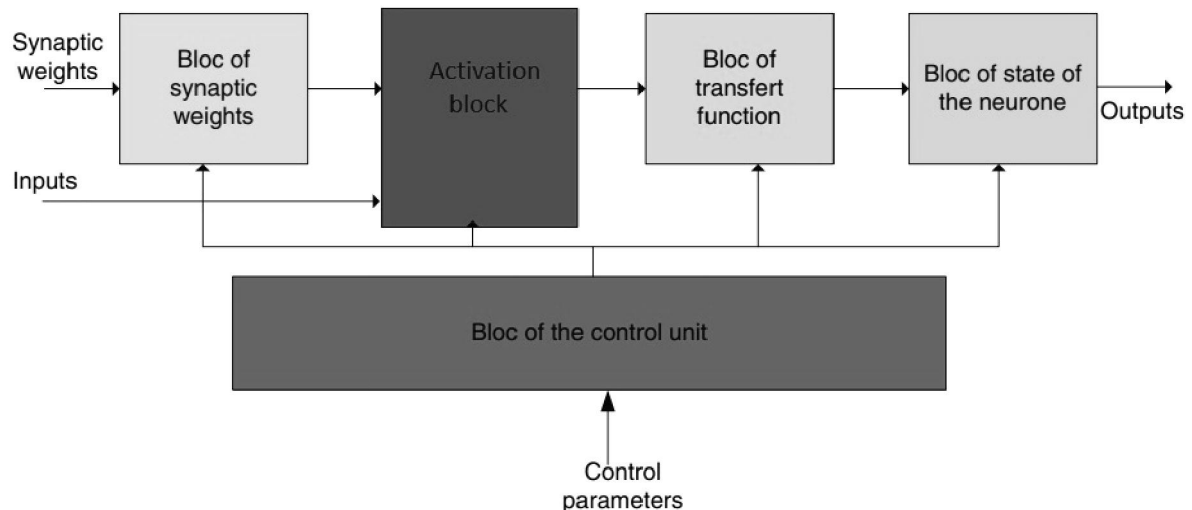 Synaptic
weights
Bloc of
synaptic
weights
Activation
block
Bloc of
transfert
function
Bloc of state of
the neurone
Outputs
Inputs
Bloc of the control unit
Control
parameters